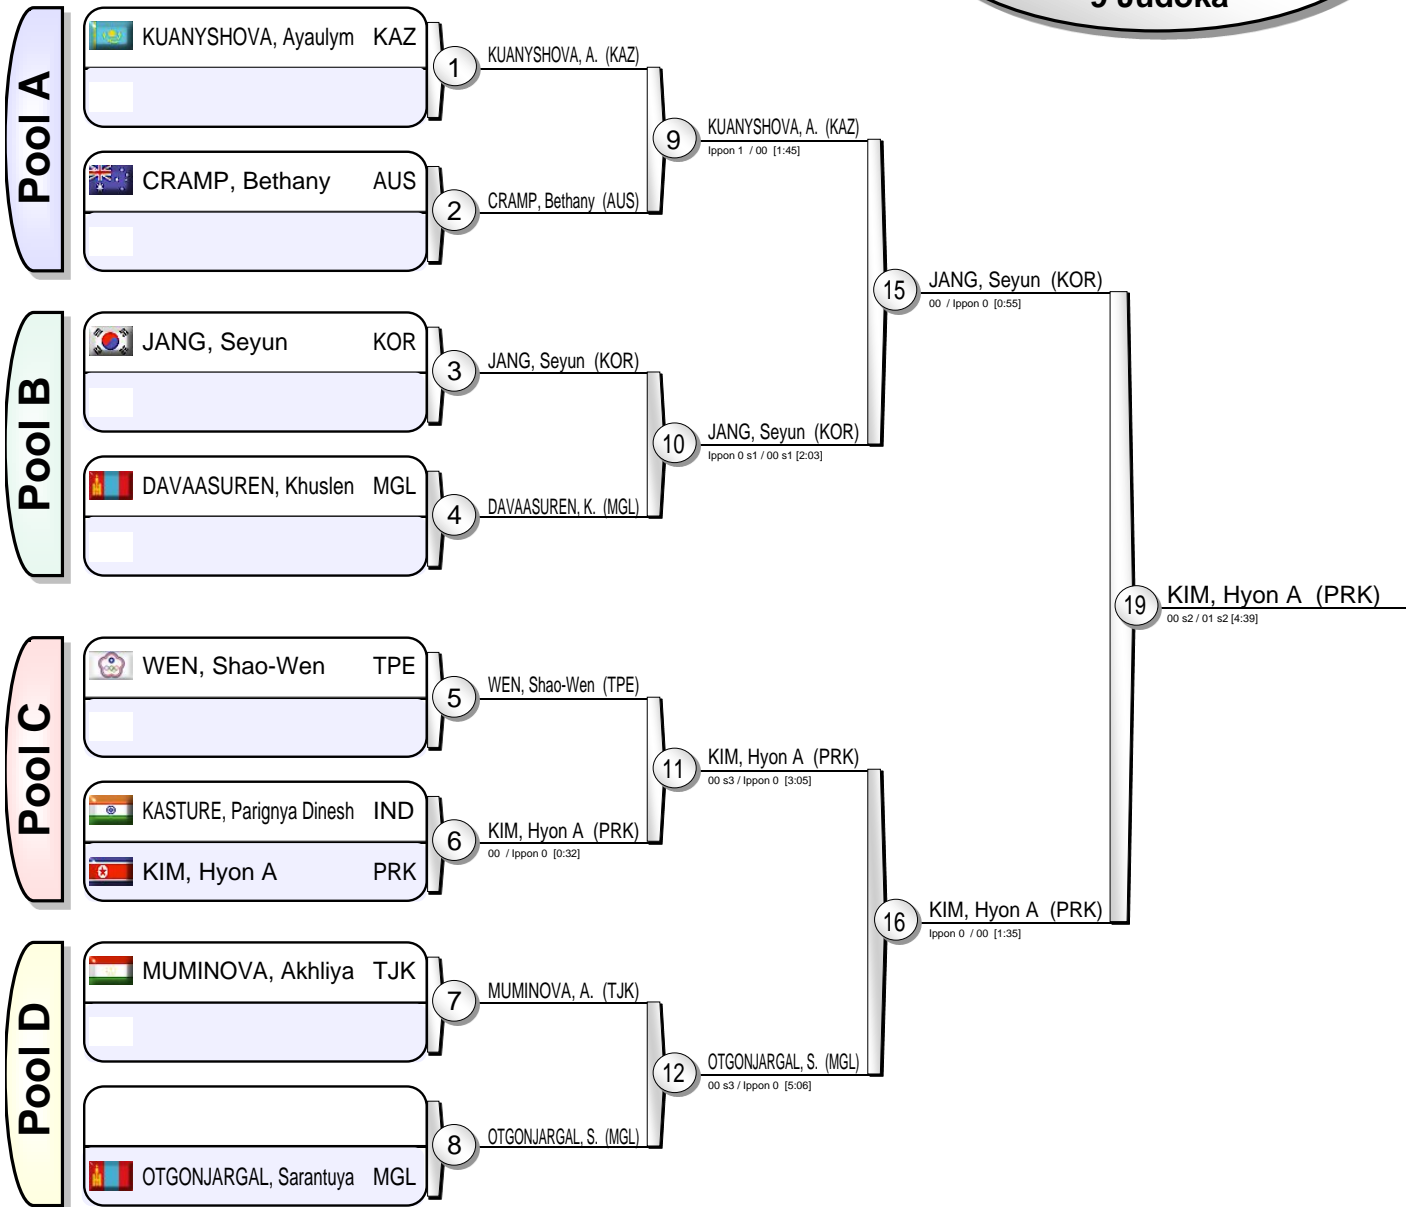 9 Judoka
Pool A
KUANYSHOVA, Ayaulym KAZ
1
KUANYSHOVA, A. (KAZ)
CRAMP, Bethany AUS
2
CRAMP, Bethany (AUS)
9
KUANYSHOVA, A. (KAZ)
Ippon 1 / 00 [1:45]
Pool B
JANG, Seyun KOR
3
JANG, Seyun (KOR)
DAVAASUREN, Khuslen MGL
4
DAVAASUREN, K. (MGL)
10
JANG, Seyun (KOR)
Ippon 0 s1 / 00 s1 [2:03]
15
JANG, Seyun (KOR)
00 / Ippon 0 [0:55]
Pool C
WEN, Shao-Wen TPE
5
WEN, Shao-Wen (TPE)
KASTURE, Parignya Dinesh IND
KIM, Hyon A PRK
6
KIM, Hyon A (PRK)
00 / Ippon 0 [0:32]
11
KIM, Hyon A (PRK)
00 s3 / Ippon 0 [3:05]
Pool D
MUMINOVA, Akhliya TJK
7
MUMINOVA, A. (TJK)
OTGONJARGAL, Sarantuya MGL
8
OTGONJARGAL, S. (MGL)
12
OTGONJARGAL, S. (MGL)
00 s3 / Ippon 0 [5:06]
16
KIM, Hyon A (PRK)
Ippon 0 / 00 [1:35]
19
KIM, Hyon A (PRK)
00 s2 / 01 s2 [4:39]